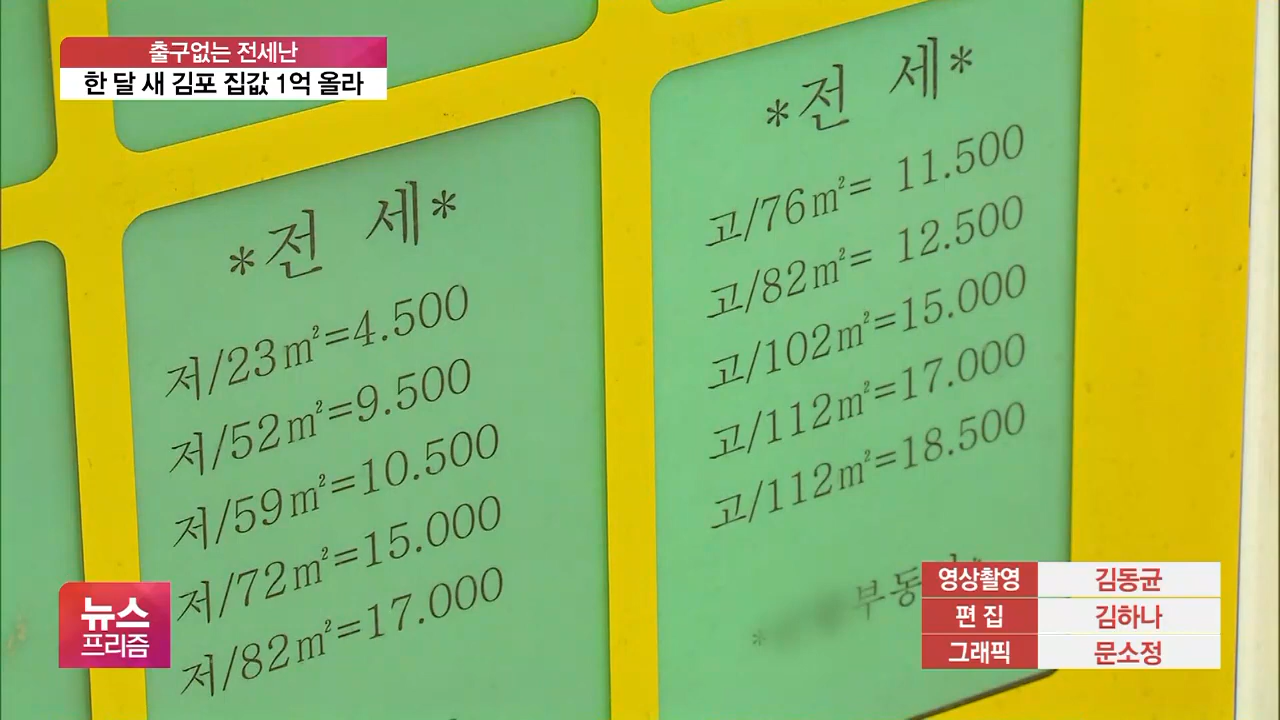 출구없는 전세난
한 달 새 김포 집값 1억 올라
*전 세*
저/23㎡=4.500
저/52㎡=9.500
저/59㎡=10.500
저/72㎡=15.000
저/82㎡=17.000
*전 세*
고/76㎡= 11.500
고/82㎡= 12.500
고/102㎡=15.000
고/112㎡=17.000
고/112㎡=18.500
부동
뉴스
프리즘
영상촬영 김동균
편 집 김하나
그래픽 문소정